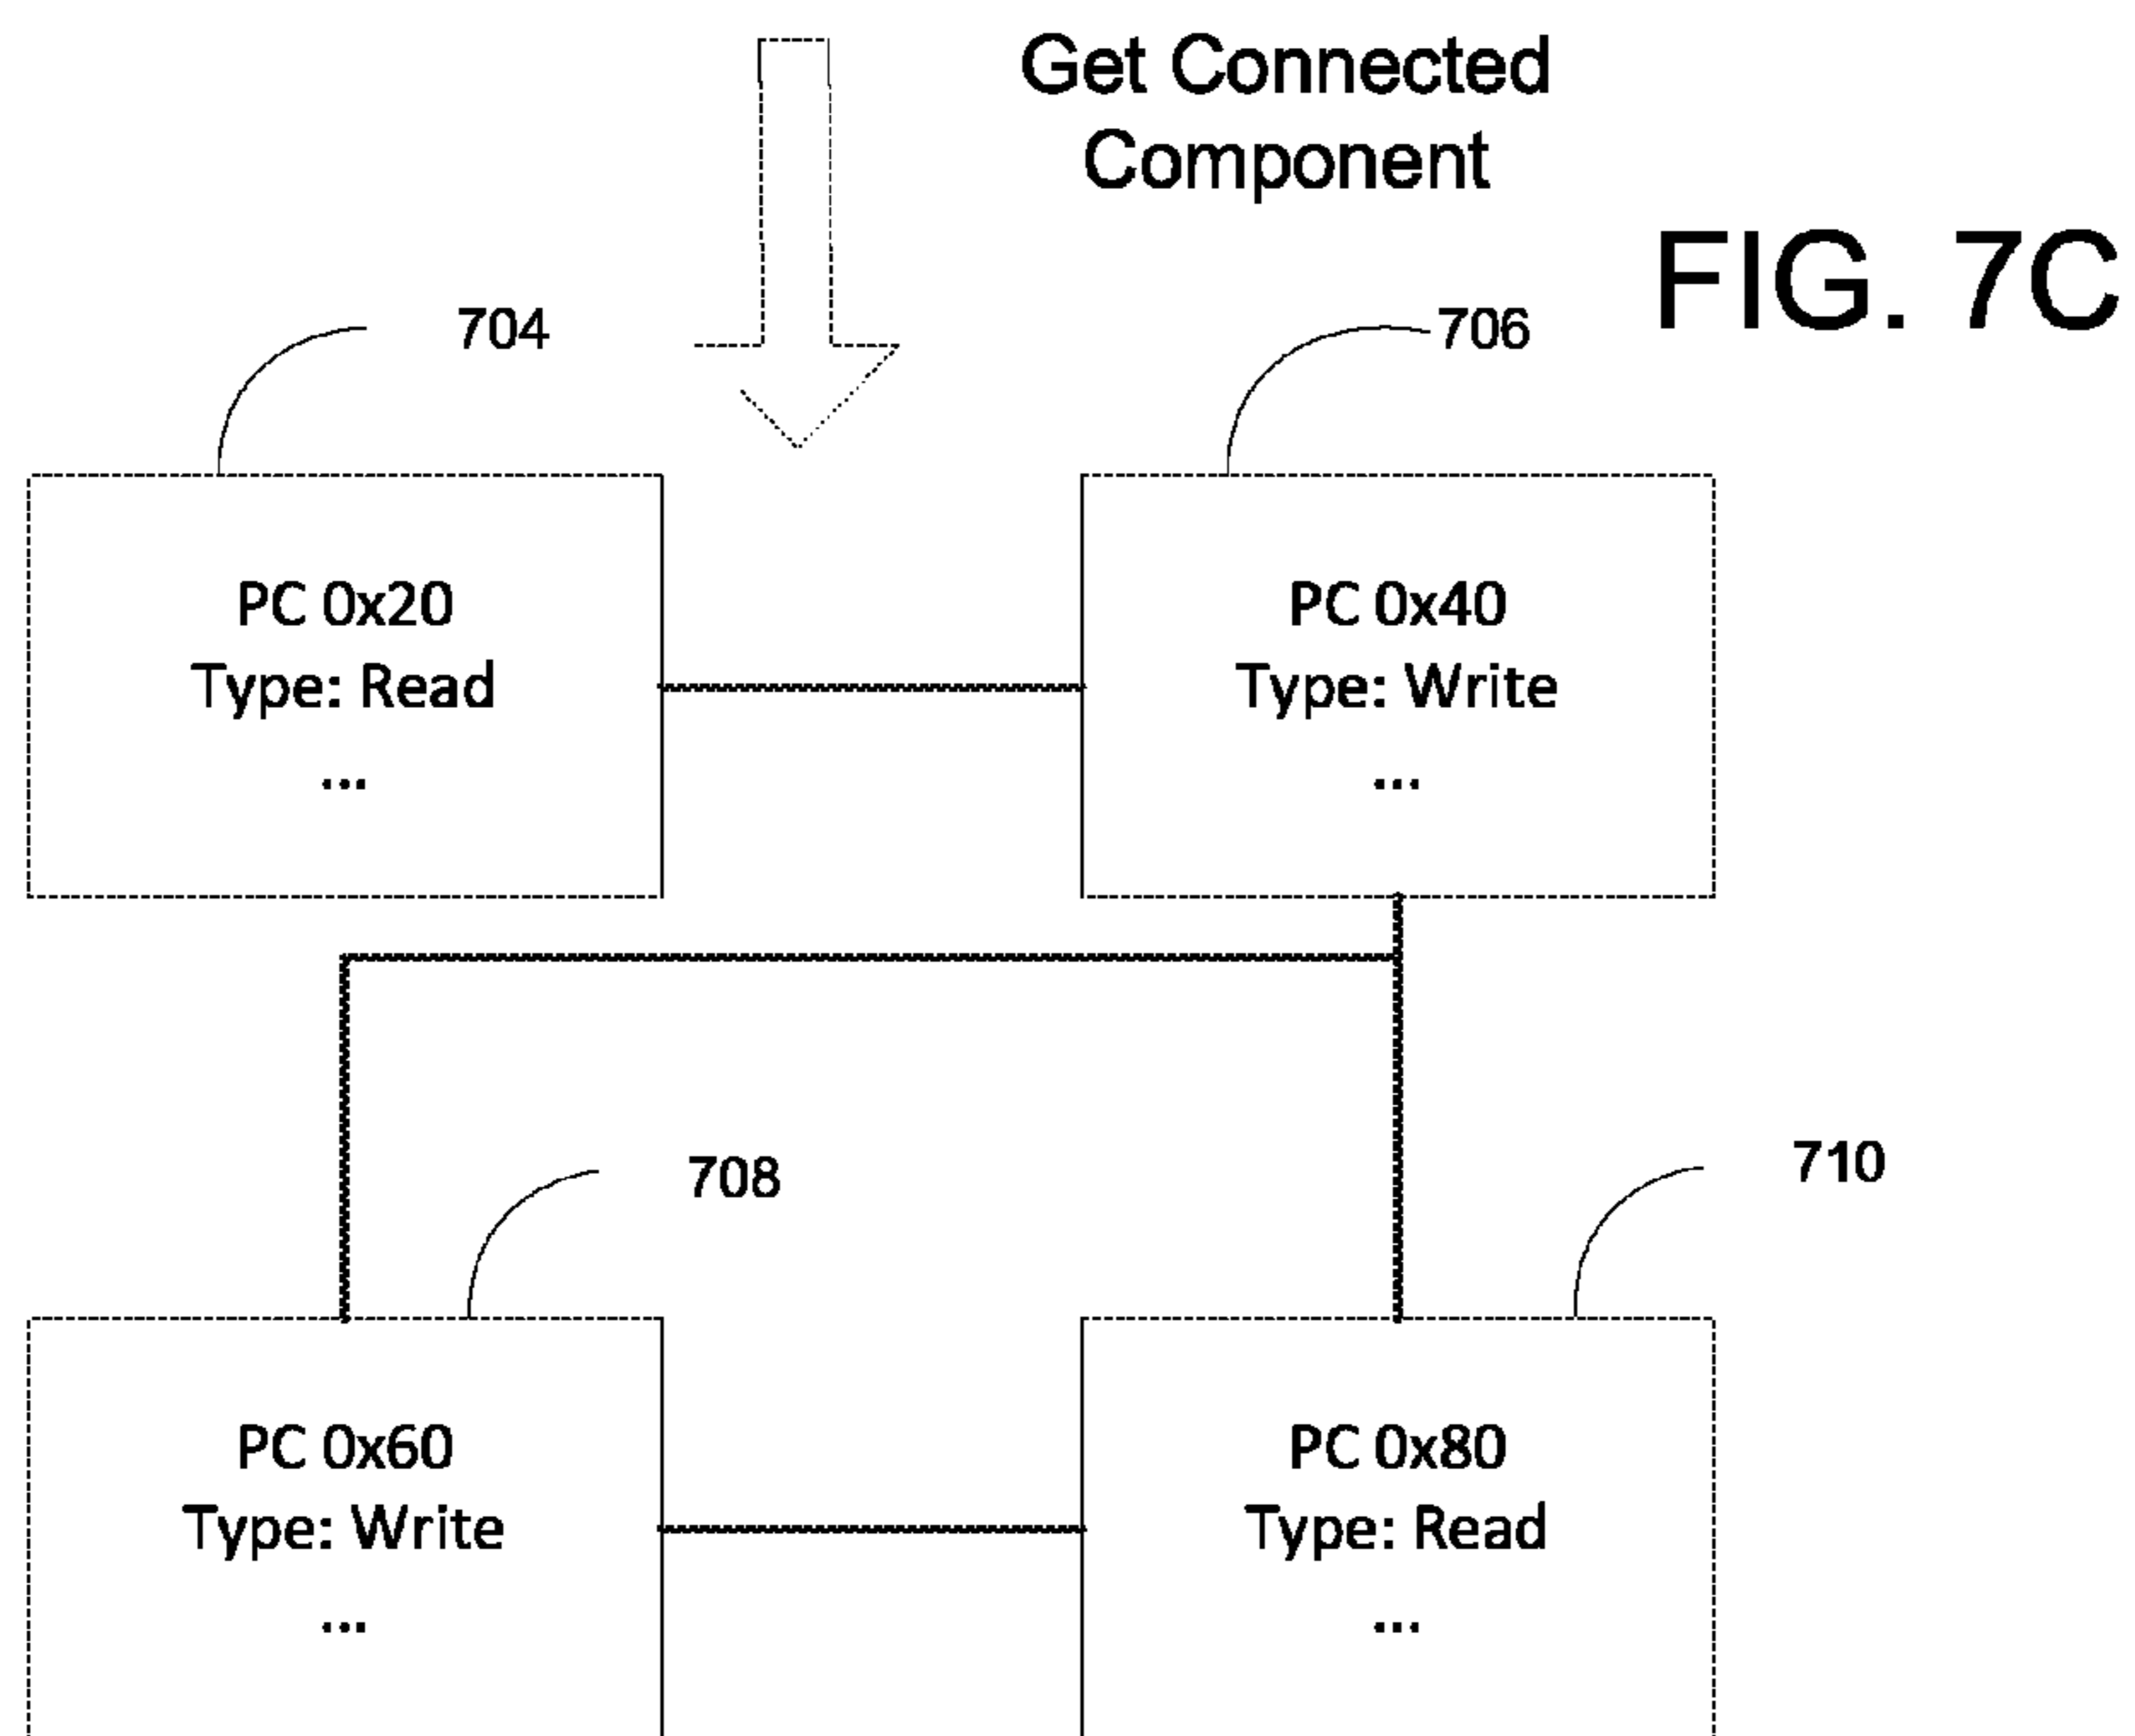 Get Connected
Component
FIG. 7C
704
706
PC 0x20
Type: Read
...
PC 0x40
Type: Write
...
708
710
PC 0x60
Type: Write
...
PC 0x80
Type: Read
...